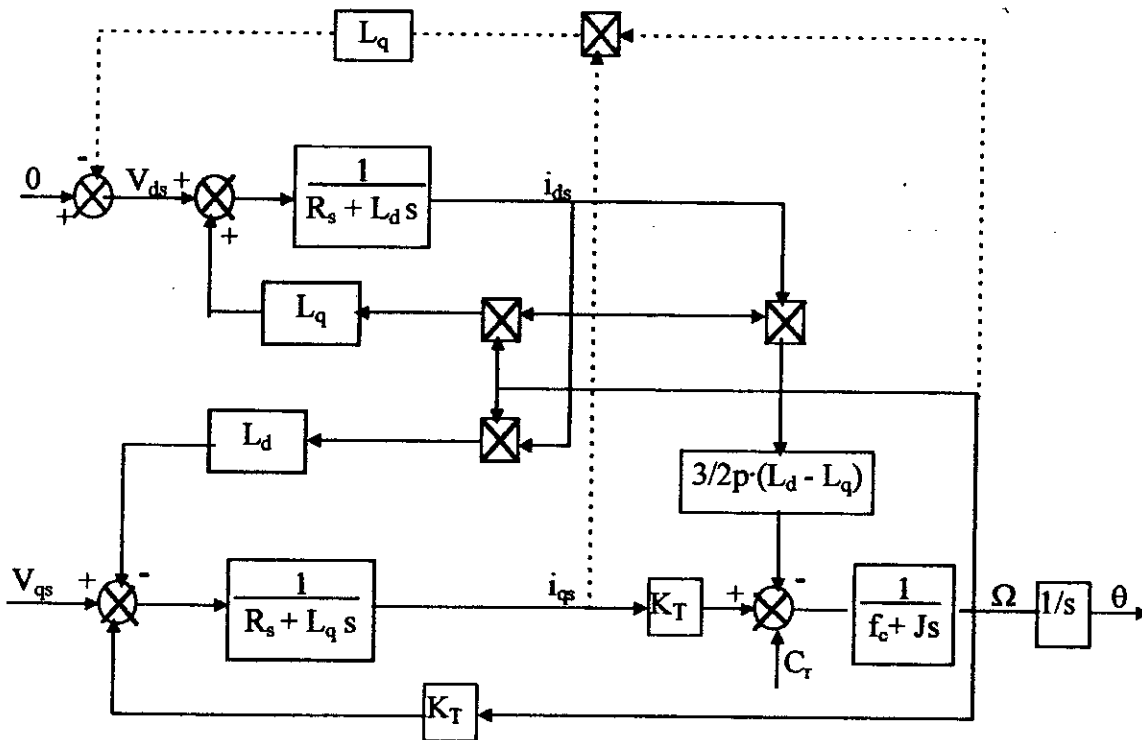 L_q
-
0
+
V_ds
+
+
1
R_s + L_d s
i_ds
L_q
L_d
3/2p·(L_d - L_q)
V_qs
+
-
1
R_s + L_q s
i_qs
K_T
+
-
C_r
1
f_c + Js
Ω
1/s
θ
K_T